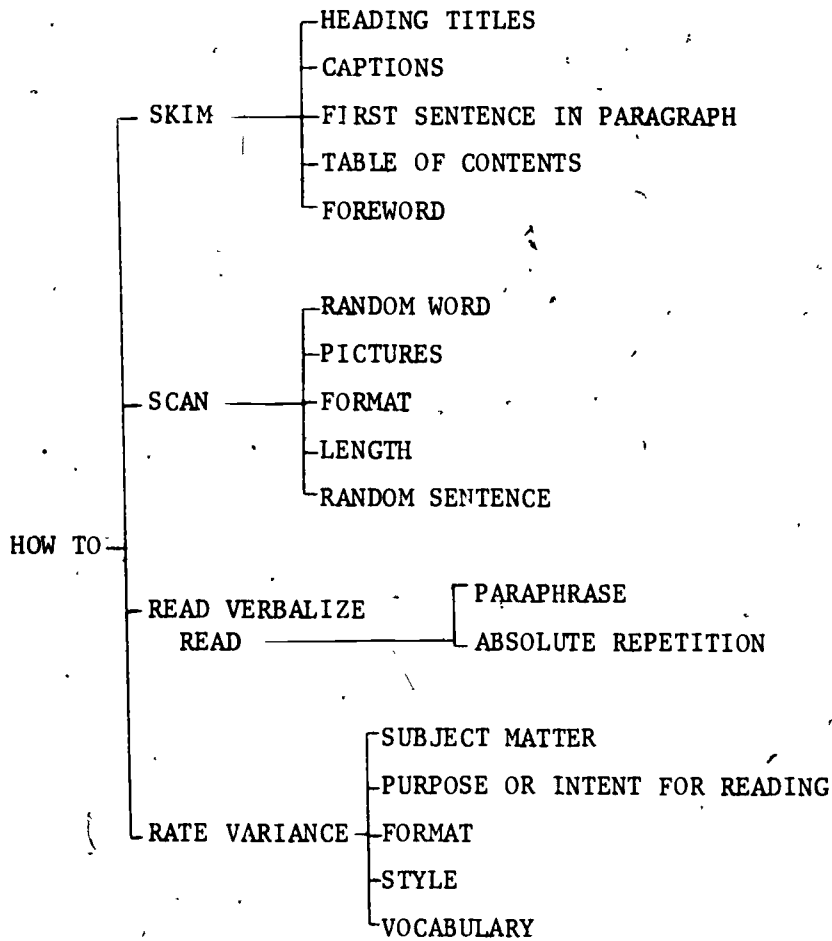 HEADING TITLES
CAPTIONS
SKIM FIRST SENTENCE IN PARAGRAPH
TABLE OF CONTENTS
FOREWORD
RANDOM WORD
PICTURES
SCAN FORMAT
LENGTH
RANDOM SENTENCE
HOW TO
READ VERBALIZE
PARAPHRASE
READ ABSOLUTE REPETITION
SUBJECT MATTER
PURPOSE OR INTENT FOR READING
RATE VARIANCE FORMAT
STYLE
VOCABULARY